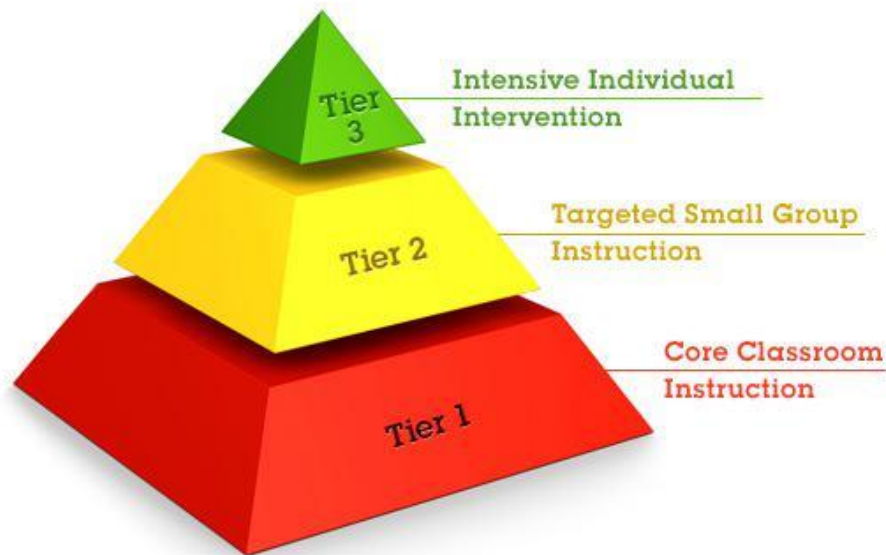 Tier
3
Intensive Individual
Intervention
Tier 2
Targeted Small Group
Instruction
Tier 1
Core Classroom
Instruction